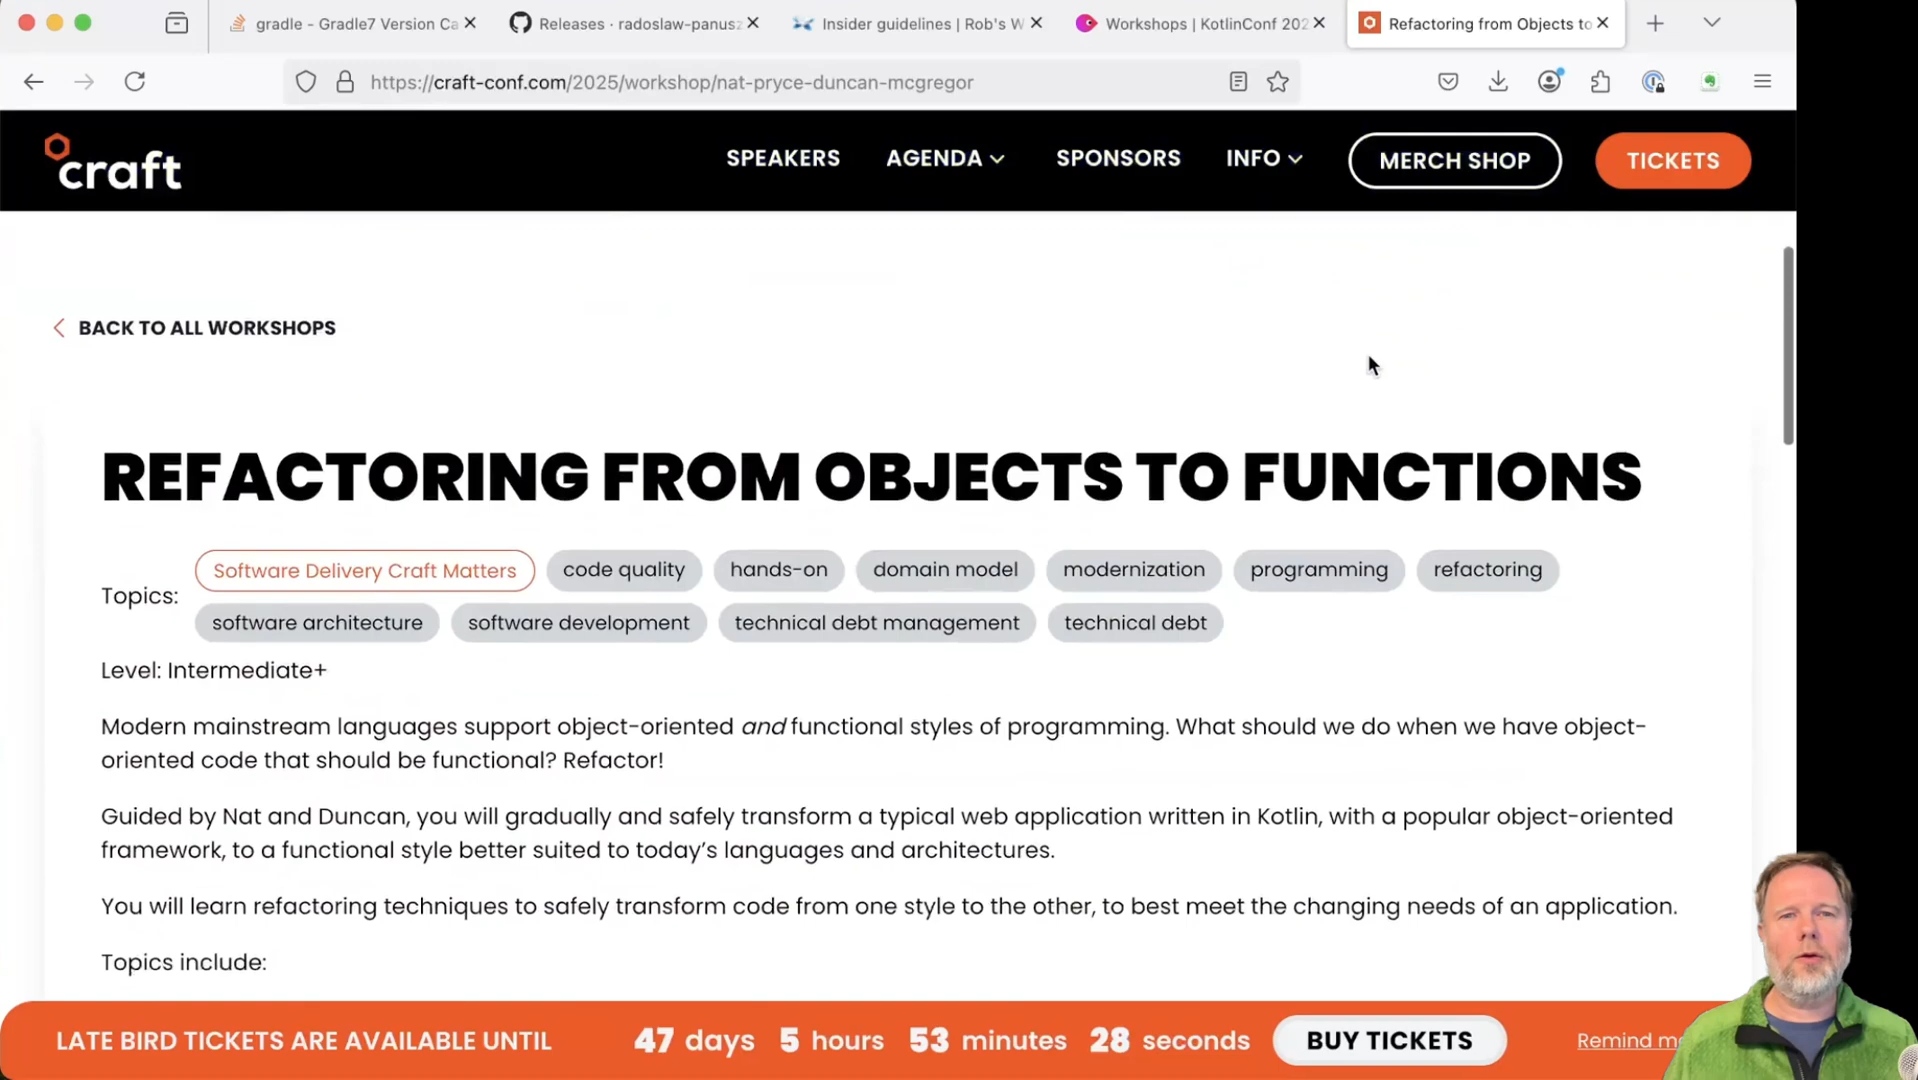 gradle - Gradle7 Version Ca
Releases · radoslaw-panusz
Insider guidelines | Rob's W
Workshops | KotlinConf 202
Refactoring from Objects to
https://craft-conf.com/2025/workshop/nat-pryce-duncan-mcgregor
craft
SPEAKERS
AGENDA
SPONSORS
INFO
MERCH SHOP
TICKETS
BACK TO ALL WORKSHOPS
REFACTORING FROM OBJECTS TO FUNCTIONS
Topics:
Software Delivery Craft Matters code quality hands-on domain model modernization programming refactoring
software architecture software development technical debt management technical debt
Level: Intermediate+
Modern mainstream languages support object-oriented and functional styles of programming. What should we do when we have object-
oriented code that should be functional? Refactor!
Guided by Nat and Duncan, you will gradually and safely transform a typical web application written in Kotlin, with a popular object-oriented
framework, to a functional style better suited to today's languages and architectures.
You will learn refactoring techniques to safely transform code from one style to the other, to best meet the changing needs of an application.
Topics include:
LATE BIRD TICKETS ARE AVAILABLE UNTIL 47 days 5 hours 53 minutes 28 seconds BUY TICKETS Remind m